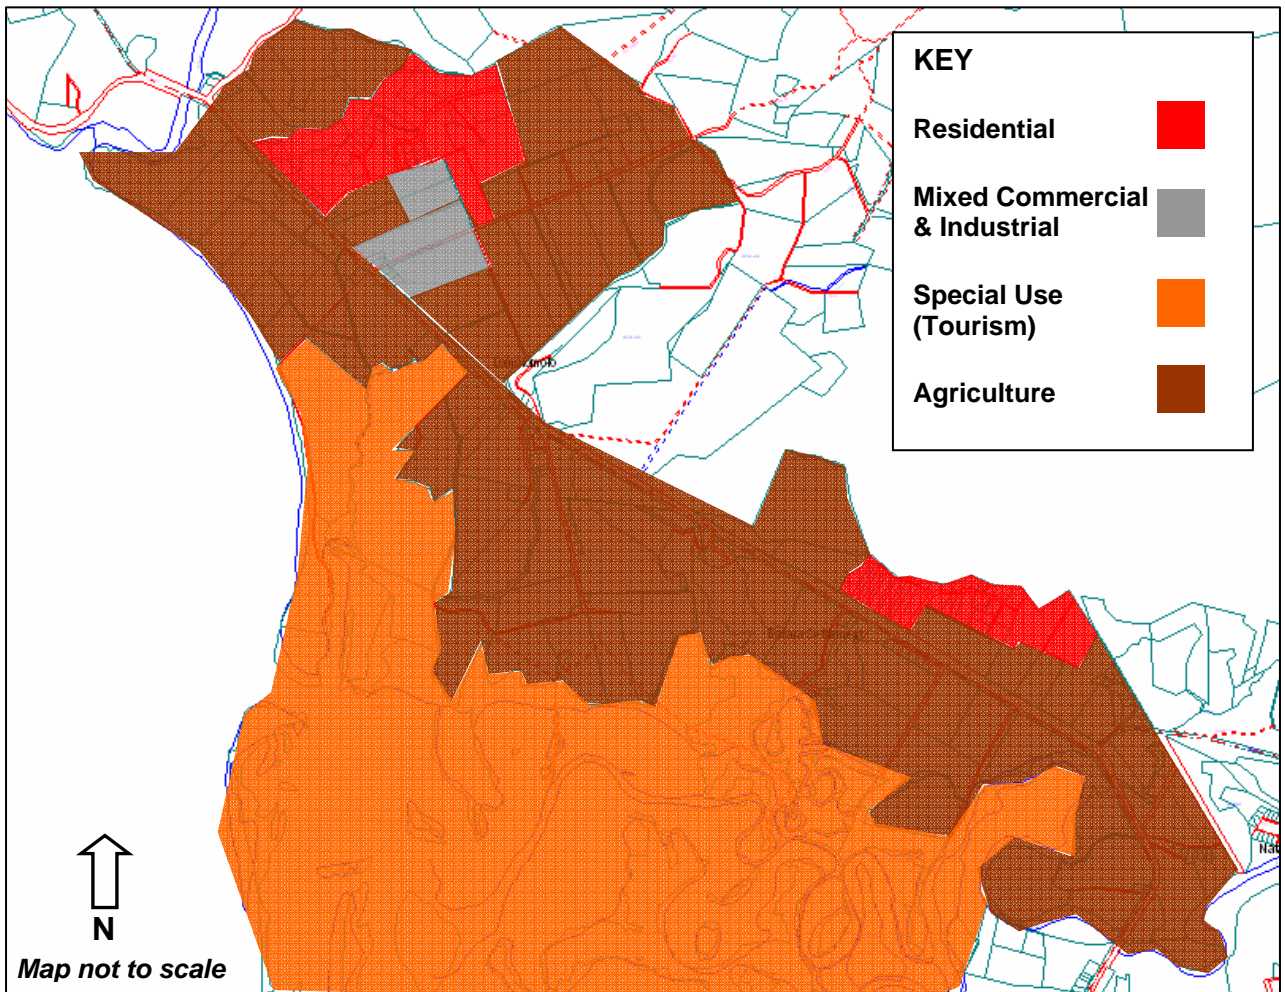 KEY
Residential
Mixed Commercial
& Industrial
Special Use
(Tourism)
Agriculture
N
Map not to scale